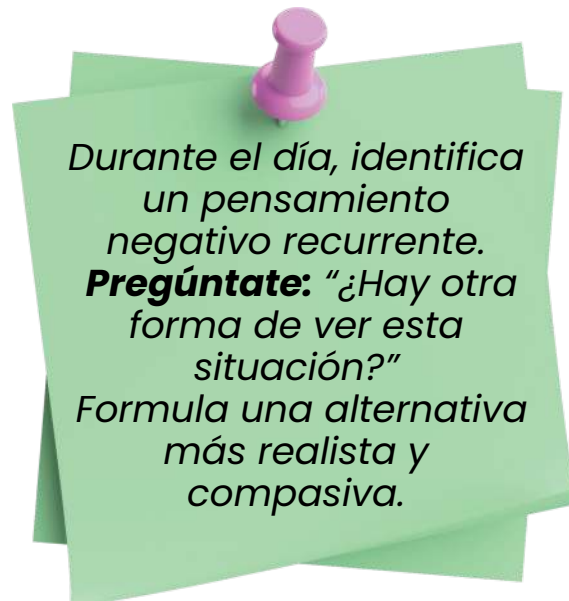 Durante el día, identifica
un pensamiento
negativo recurrente.
Pregúntate: “¿Hay otra
forma de ver esta
situación?”
Formula una alternativa
más realista y
compasiva.